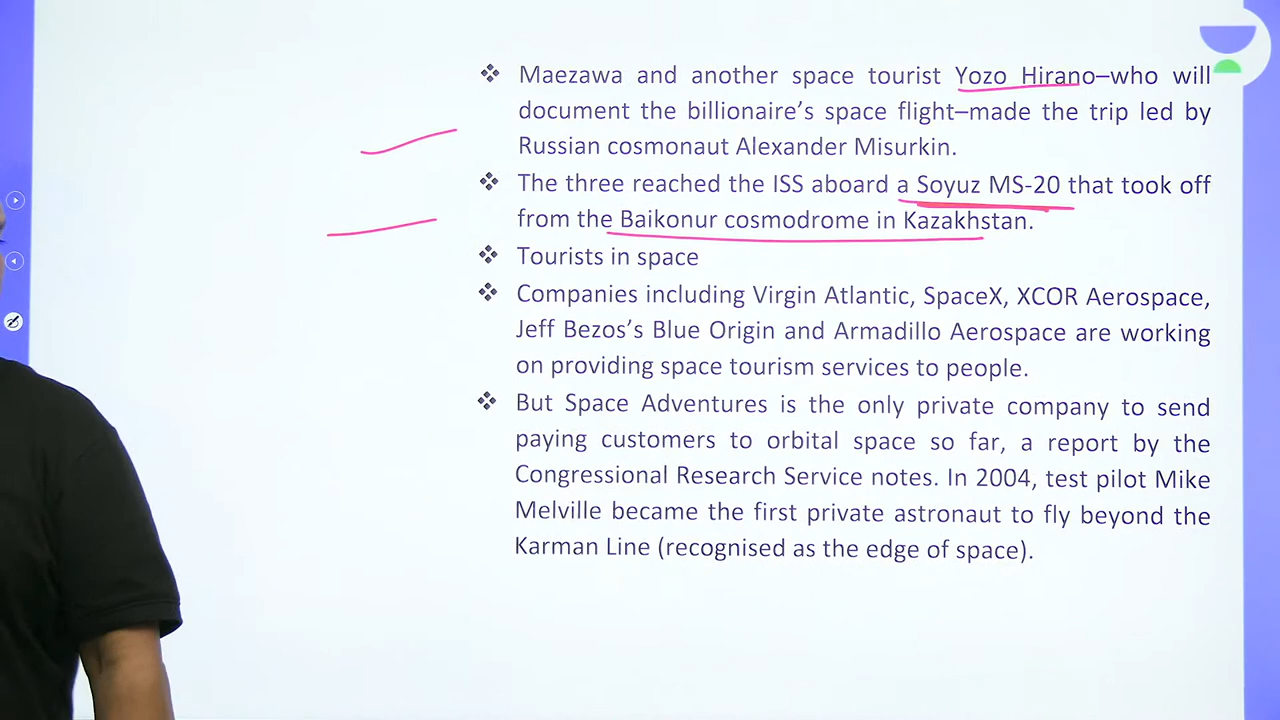 ❖ Maezawa and another space tourist Yozo Hirano–who will
document the billionaire's space flight–made the trip led by
Russian cosmonaut Alexander Misurkin.
❖ The three reached the ISS aboard a Soyuz MS-20 that took off
from the Baikonur cosmodrome in Kazakhstan.
❖ Tourists in space
❖ Companies including Virgin Atlantic, SpaceX, XCOR Aerospace,
Jeff Bezos's Blue Origin and Armadillo Aerospace are working
on providing space tourism services to people.
❖ But Space Adventures is the only private company to send
paying customers to orbital space so far, a report by the
Congressional Research Service notes. In 2004, test pilot Mike
Melville became the first private astronaut to fly beyond the
Karman Line (recognised as the edge of space).